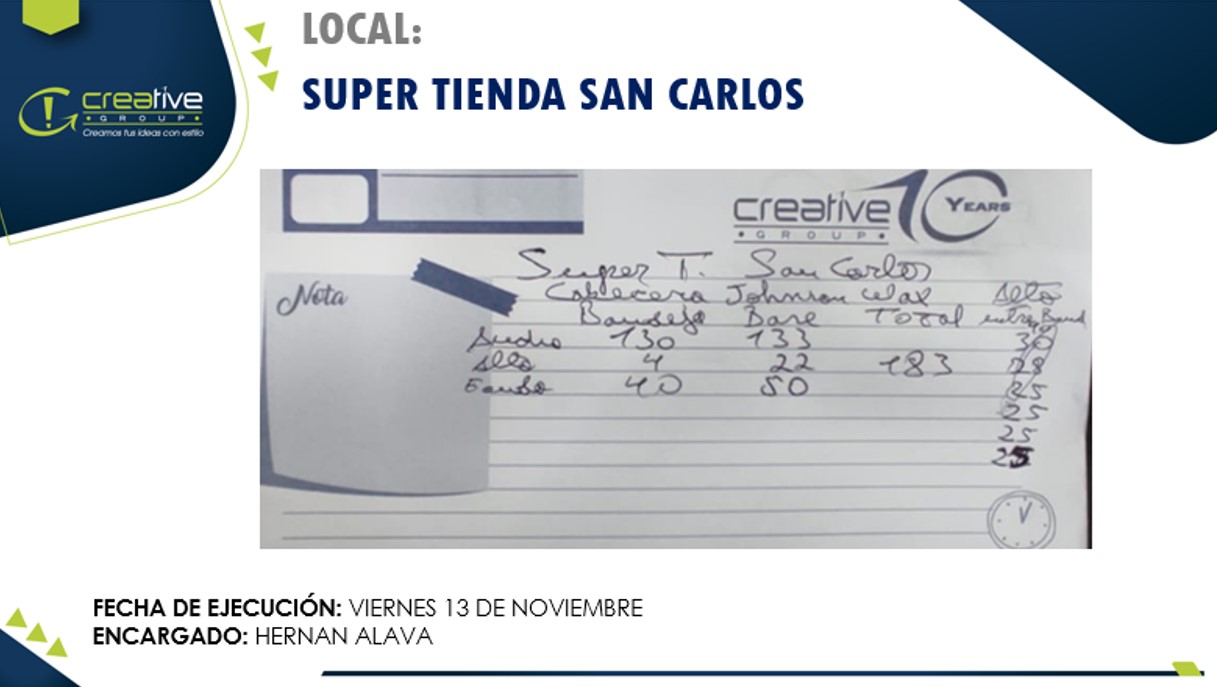 LOCAL:
SUPER TIENDA SAN CARLOS
creative
GROUP
Creamos tus ideas con estilo
creative 10 YEARS
GROUP
Nota
Super T. San Carlos
Cabecera Johnson Wax Alto
Bandeja Base Total entre Band
Ancho 130 133 30
Alto 4 22 183 28
Fondo 40 50 25
25
25
25
FECHA DE EJECUCIÓN: VIERNES 13 DE NOVIEMBRE
ENCARGADO: HERNAN ALAVA